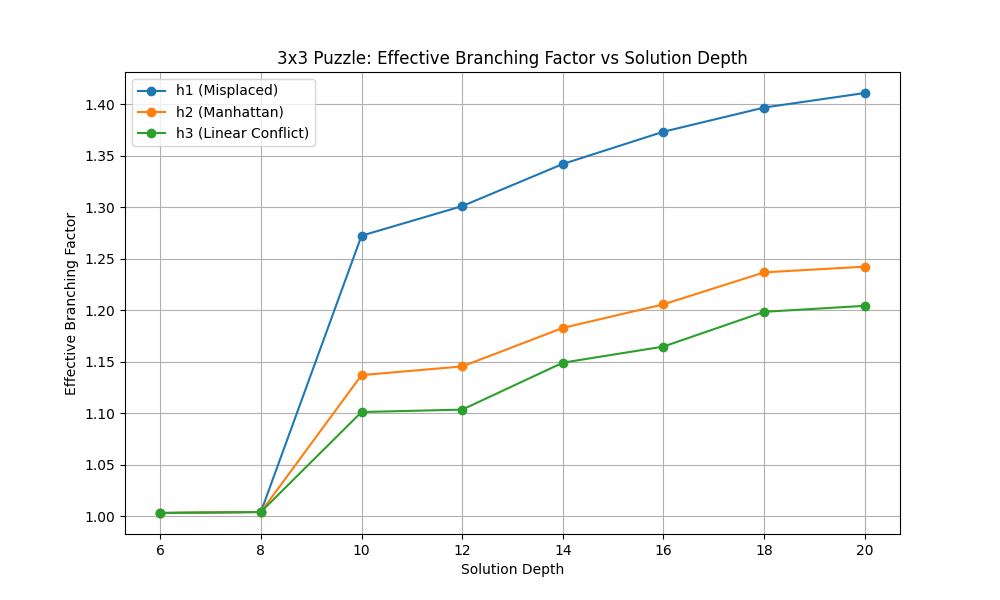 3x3 Puzzle: Effective Branching Factor vs Solution Depth
h1 (Misplaced)
h2 (Manhattan)
h3 (Linear Conflict)
Effective Branching Factor
1.40
1.35
1.30
1.25
1.20
1.15
1.10
1.05
1.00
6 8 10 12 14 16 18 20
Solution Depth